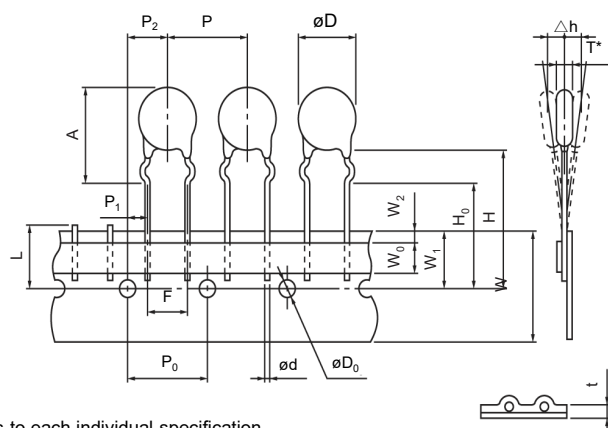 P₂ P øD △h
T*
A
P₁
L
W₂
W₀
W₁
H₀
H
W
F
P₀ ød øD₀
t
s to each individual specification